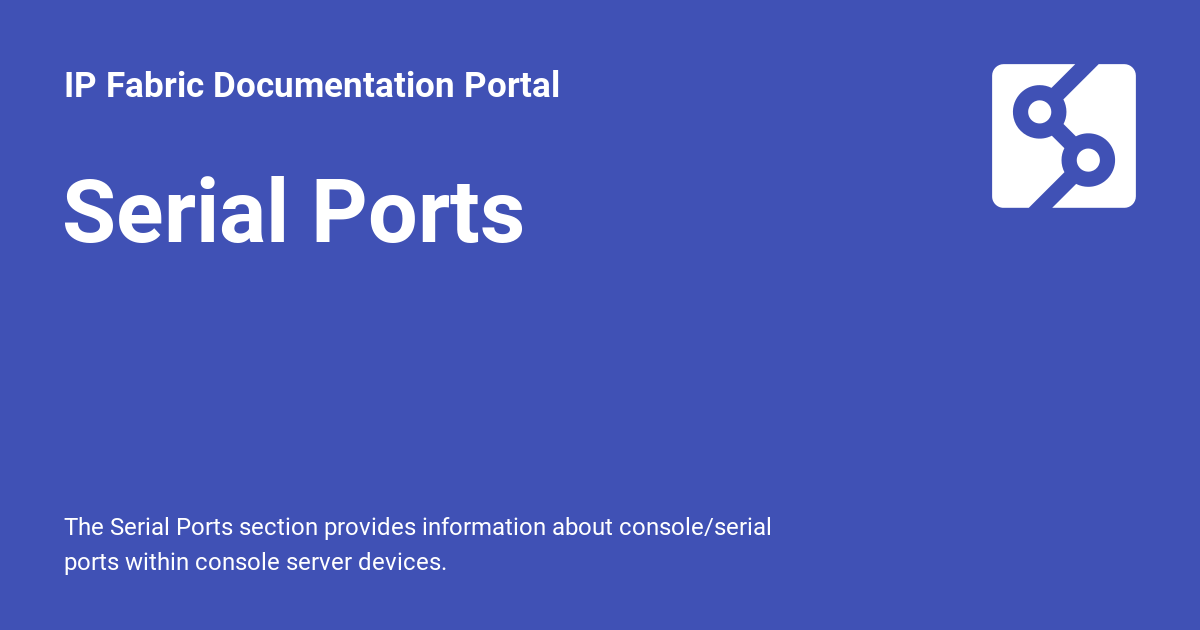 IP Fabric Documentation Portal
Serial Ports
The Serial Ports section provides information about console/serial
ports within console server devices.